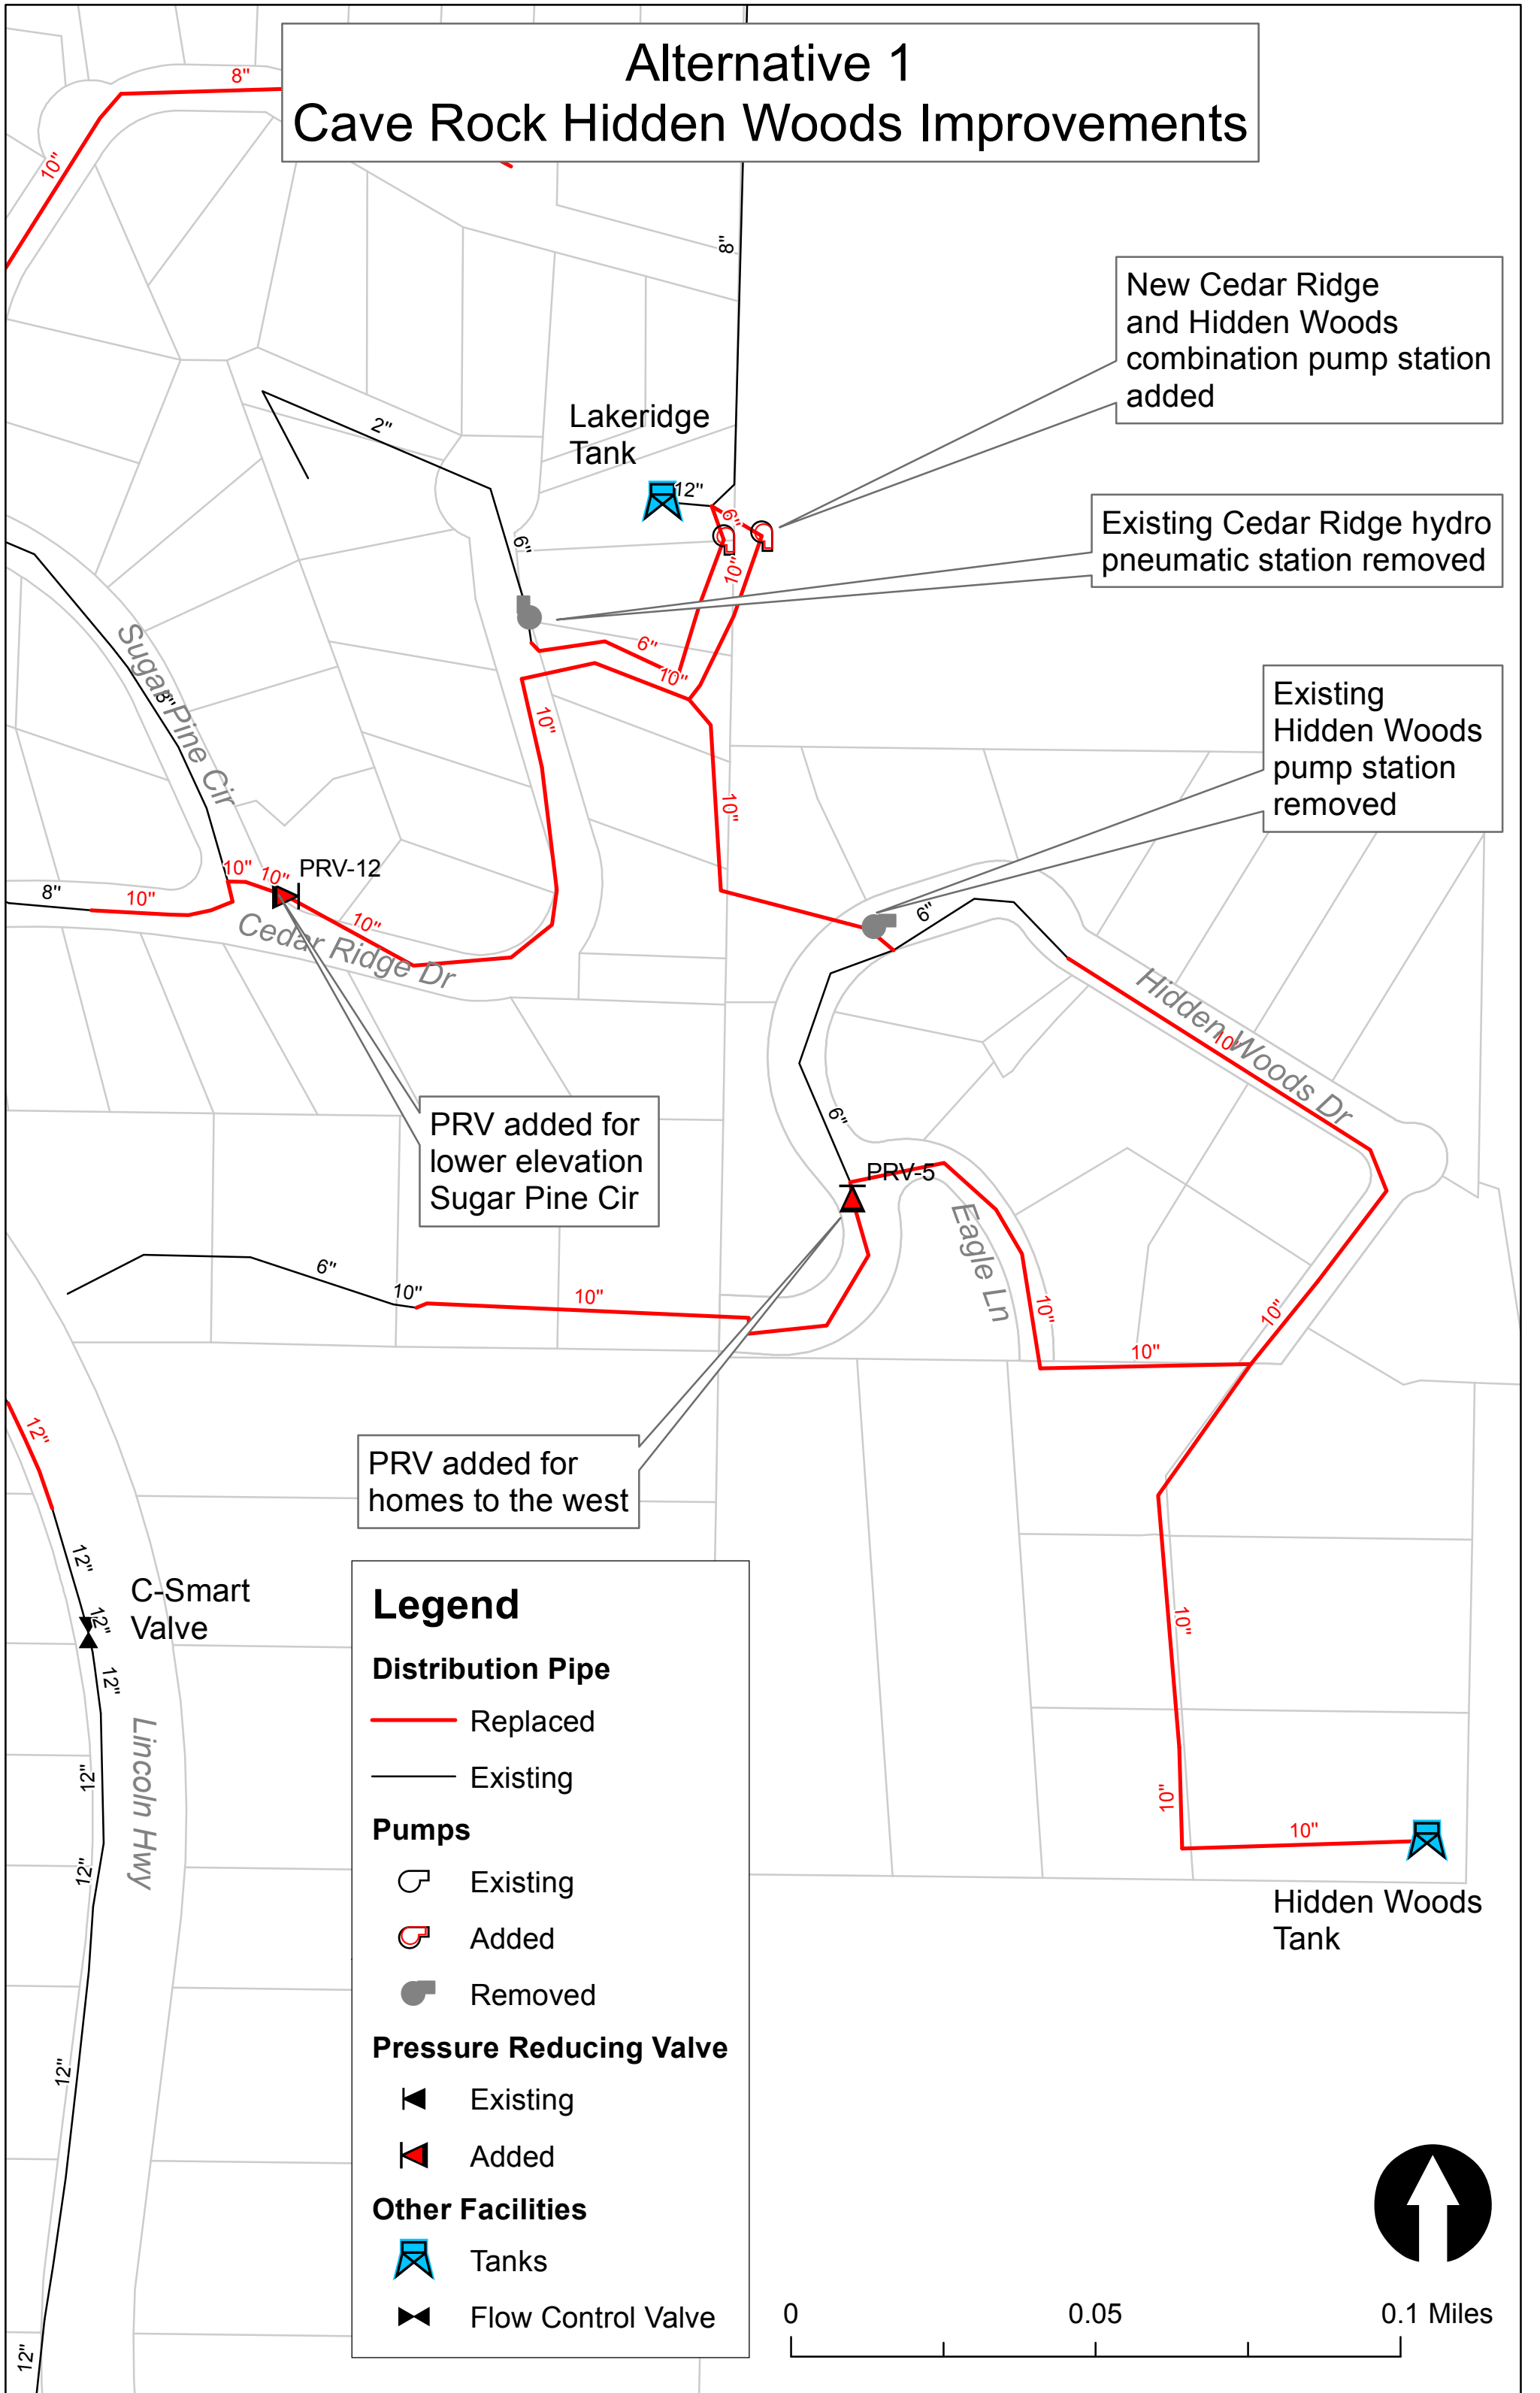 Alternative 1
Cave Rock Hidden Woods Improvements
8"
10"
8"
New Cedar Ridge
and Hidden Woods
combination pump station
added
2"
Lakeridge
Tank
12"
6"
Existing Cedar Ridge hydro
pneumatic station removed
6"
10"
6"
10"
Sugar Pine Cir
8"
10"
10"
Existing
Hidden Woods
pump station
removed
PRV-12
10"
10"
8"
10"
10"
Cedar Ridge Dr
6"
Hidden Woods Dr
10"
PRV added for
lower elevation
Sugar Pine Cir
6"
PRV-5
Eagle Ln
6"
10"
10"
10"
10"
10"
12"
PRV added for
homes to the west
12"
C-Smart
Valve
12"
12"
10"
Lincoln Hwy
12"
10"
10"
12"
Hidden Woods
Tank
12"
12"
Legend
Distribution Pipe
Replaced
Existing
Pumps
Existing
Added
Removed
Pressure Reducing Valve
Existing
Added
Other Facilities
Tanks
Flow Control Valve
0
0.05
0.1 Miles